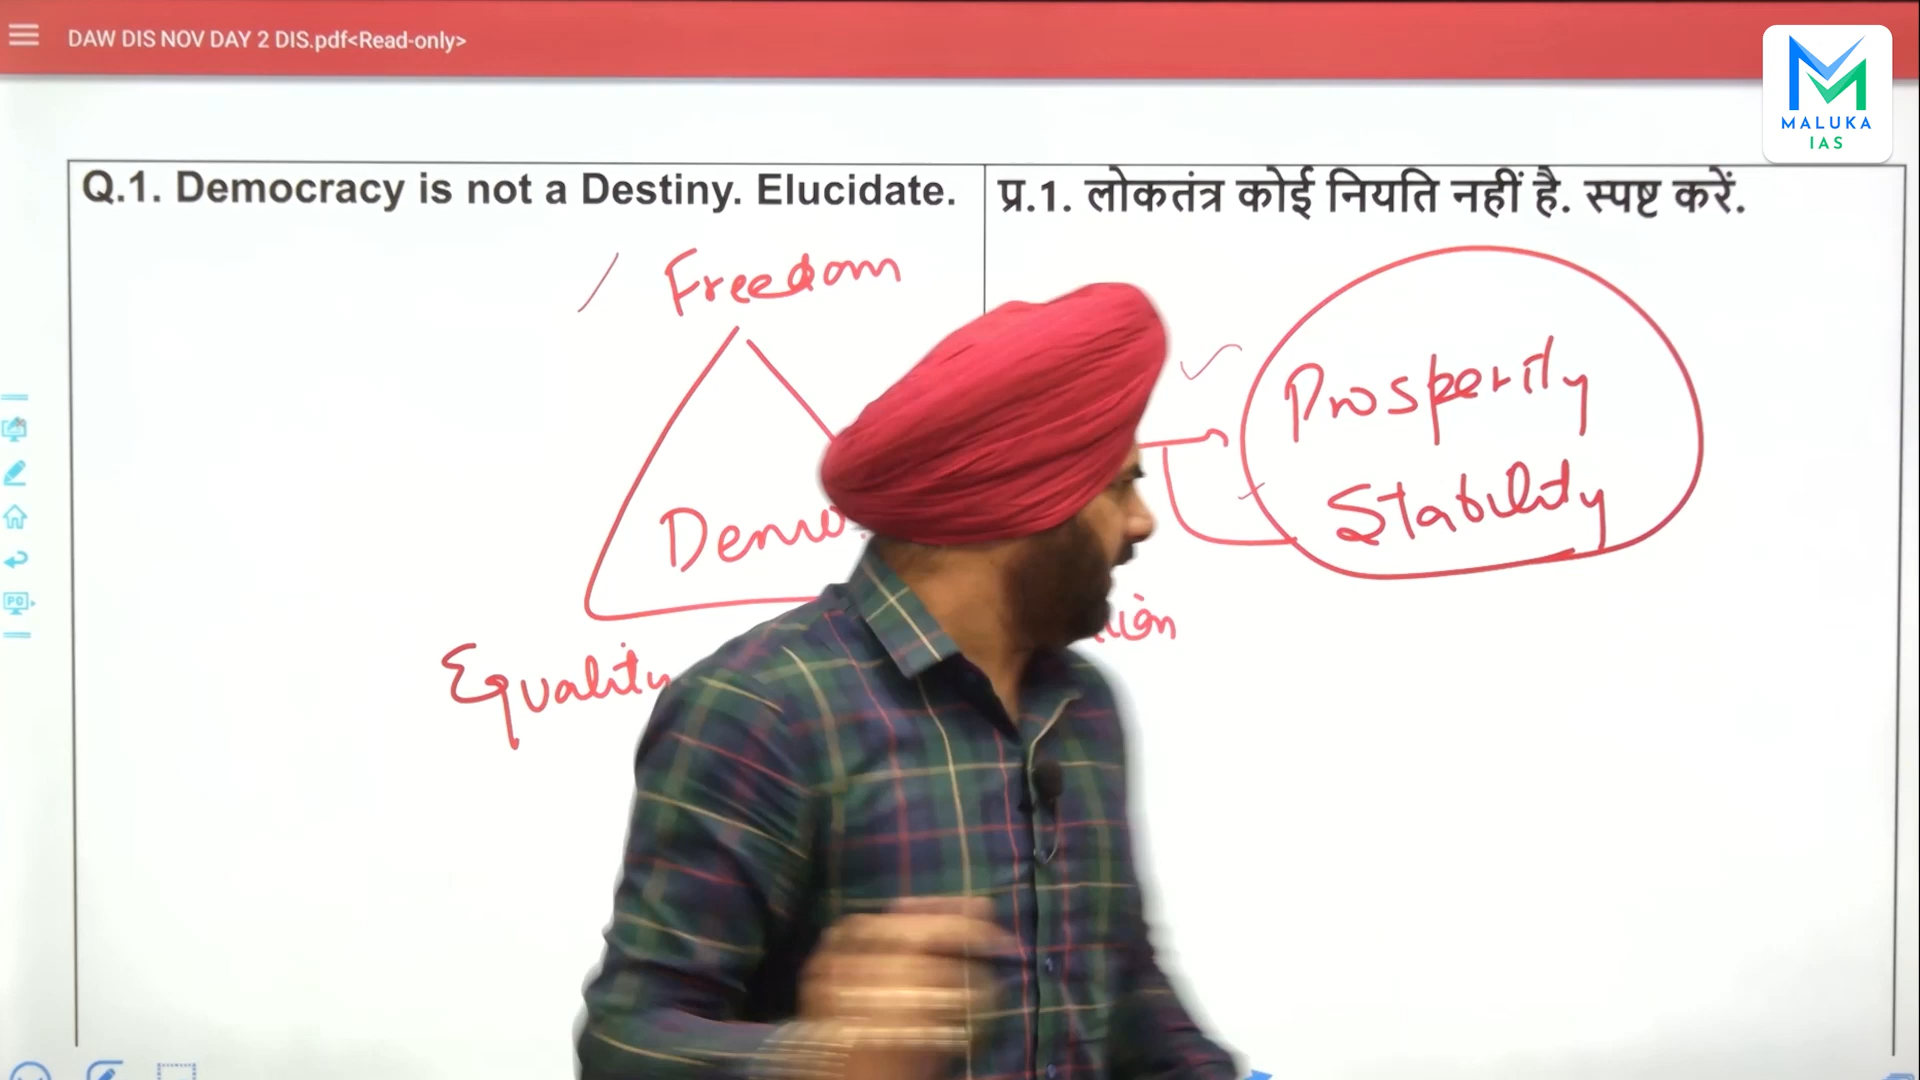 DAW DIS NOV DAY 2 DIS.pdf<Read-only>
MALUKA
IAS
Q.1. Democracy is not a Destiny. Elucidate.
प्र.1. लोकतंत्र कोई नियति नहीं है. स्पष्ट करें.
Freedom
Prosperity
Stability
Equality
PD